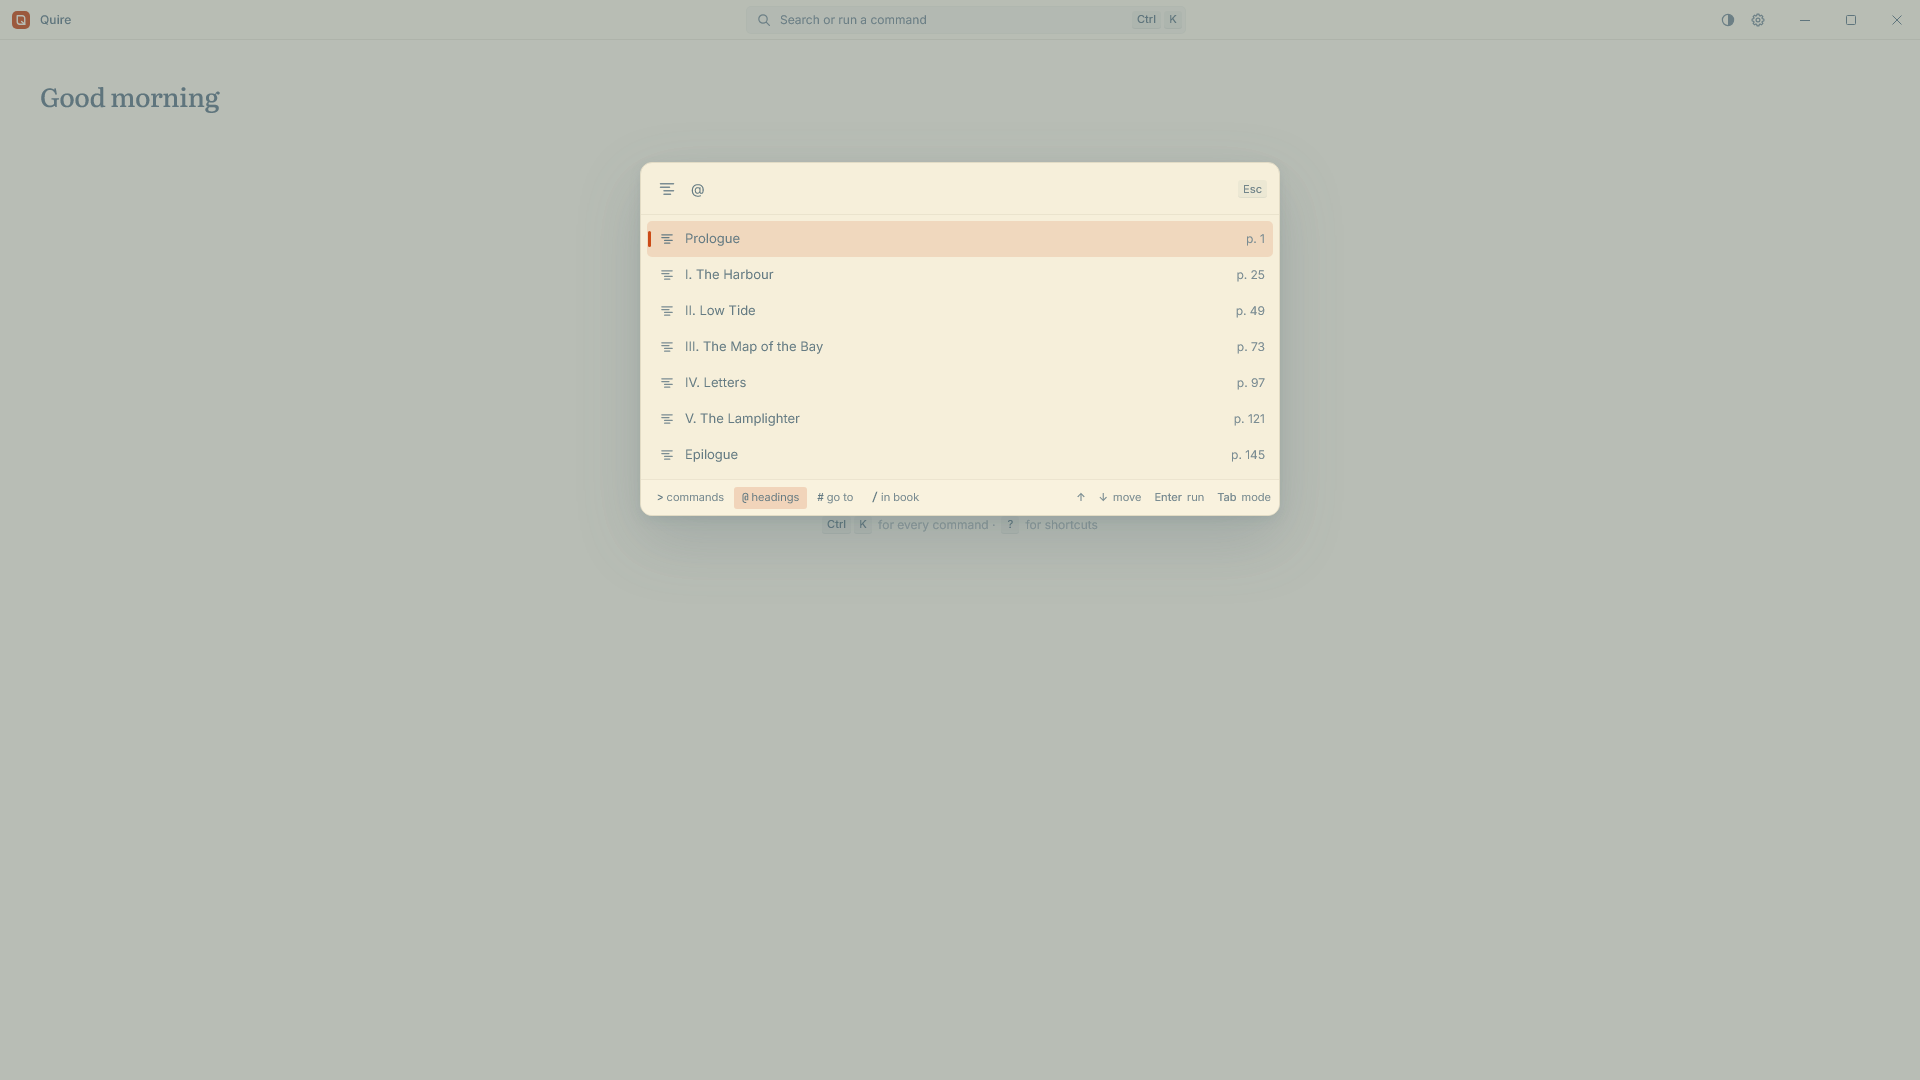 Quire
Search or run a command Ctrl K
Good morning
@ Esc
Prologue p. 1
I. The Harbour p. 25
II. Low Tide p. 49
III. The Map of the Bay p. 73
IV. Letters p. 97
V. The Lamplighter p. 121
Epilogue p. 145
> commands @ headings # go to / in book ↑ ↓ move Enter run Tab mode
Ctrl K for every command · ? for shortcuts